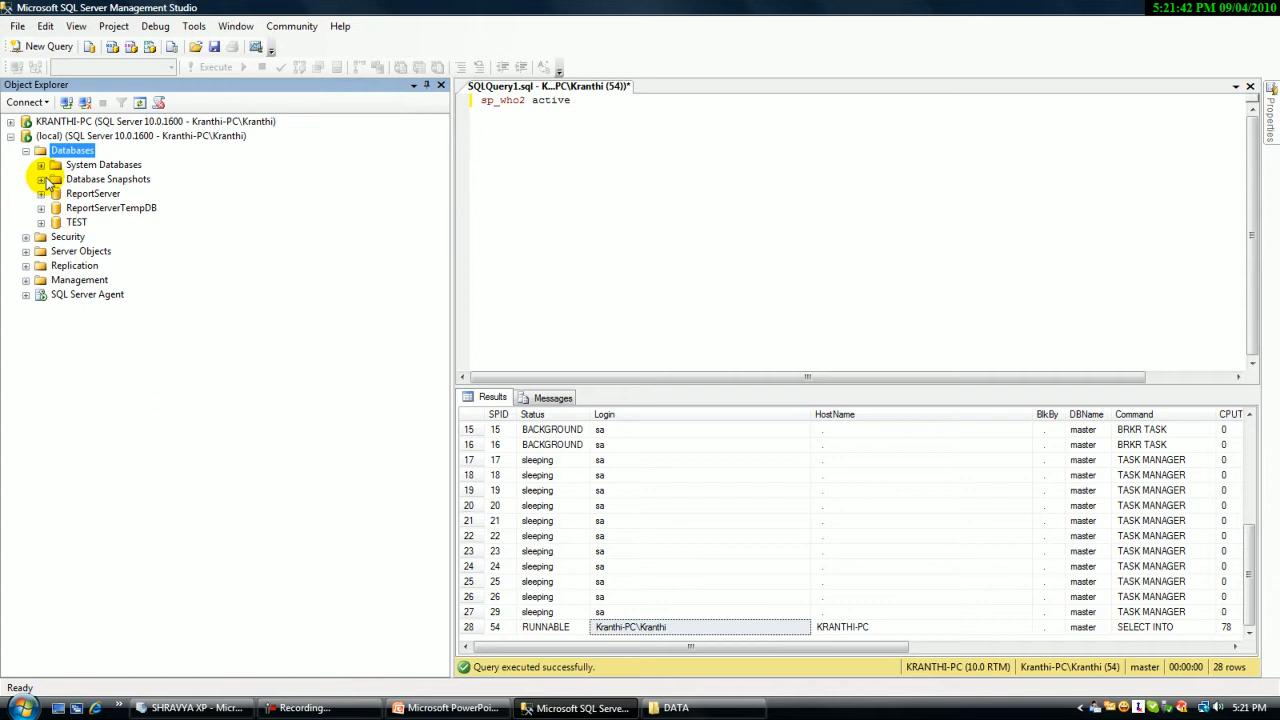 Microsoft SQL Server Management Studio
5:21:42 PM 09/04/2010
File Edit View Project Debug Tools Window Community Help
New Query
Execute
Object Explorer
SQLQuery1.sql - K...PC\Kranthi (54))*
Connect
sp_who2 active
Properties
KRANTHI-PC (SQL Server 10.0.1600 - Kranthi-PC\Kranthi)
(local) (SQL Server 10.0.1600 - Kranthi-PC\Kranthi)
Databases
System Databases
Database Snapshots
ReportServer
ReportServerTempDB
TEST
Security
Server Objects
Replication
Management
SQL Server Agent
Results Messages
SPID Status Login HostName BlkBy DBName Command CPUT
15 15 BACKGROUND sa . . master BRKR TASK 0
16 16 BACKGROUND sa . . master BRKR TASK 0
17 17 sleeping sa . . master TASK MANAGER 0
18 18 sleeping sa . . master TASK MANAGER 0
19 19 sleeping sa . . master TASK MANAGER 0
20 20 sleeping sa . . master TASK MANAGER 0
21 21 sleeping sa . . master TASK MANAGER 0
22 22 sleeping sa . . master TASK MANAGER 0
23 23 sleeping sa . . master TASK MANAGER 0
24 24 sleeping sa . . master TASK MANAGER 0
25 25 sleeping sa . . master TASK MANAGER 0
26 26 sleeping sa . . master TASK MANAGER 0
27 29 sleeping sa . . master TASK MANAGER 0
28 54 RUNNABLE Kranthi-PC\Kranthi KRANTHI-PC . master SELECT INTO 78
Query executed successfully. KRANTHI-PC (10.0 RTM) Kranthi-PC\Kranthi (54) master 00:00:00 28 rows
Ready
SHRAVYA XP - Micr... Recording... Microsoft PowerPoint... Microsoft SQL Serve... DATA 5:21 PM